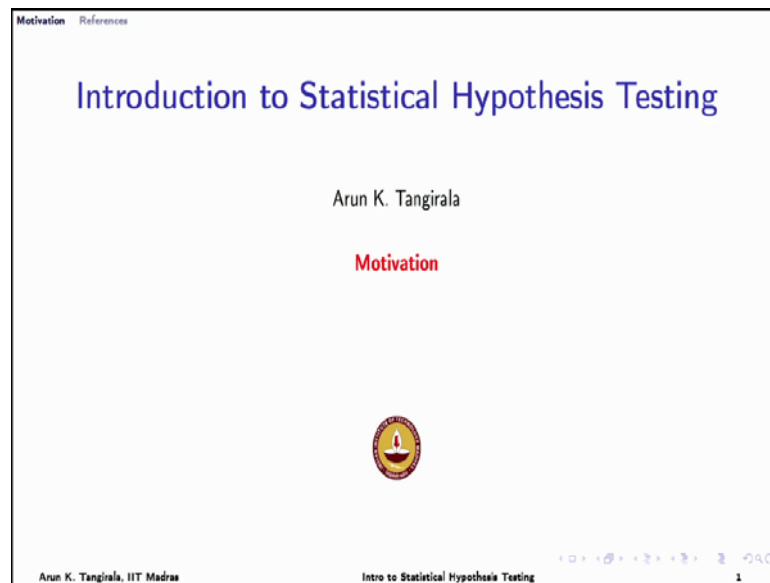 Motivation References
Introduction to Statistical Hypothesis Testing
Arun K. Tangirala
Motivation
Arun K. Tangirala, IIT Madras Intro to Statistical Hypothesis Testing 1